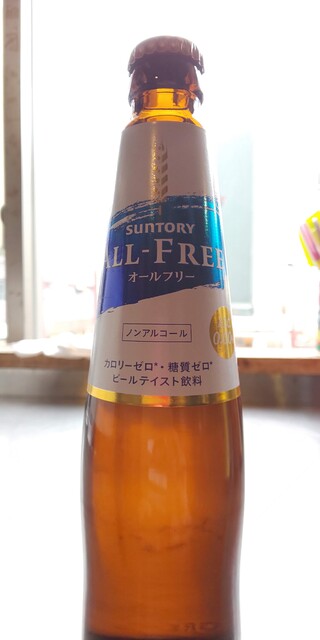 SUNTORY
ALL-FREE
オールフリー
ノンアルコール
カロリーゼロ*・糖質ゼロ*
ビールテイスト飲料